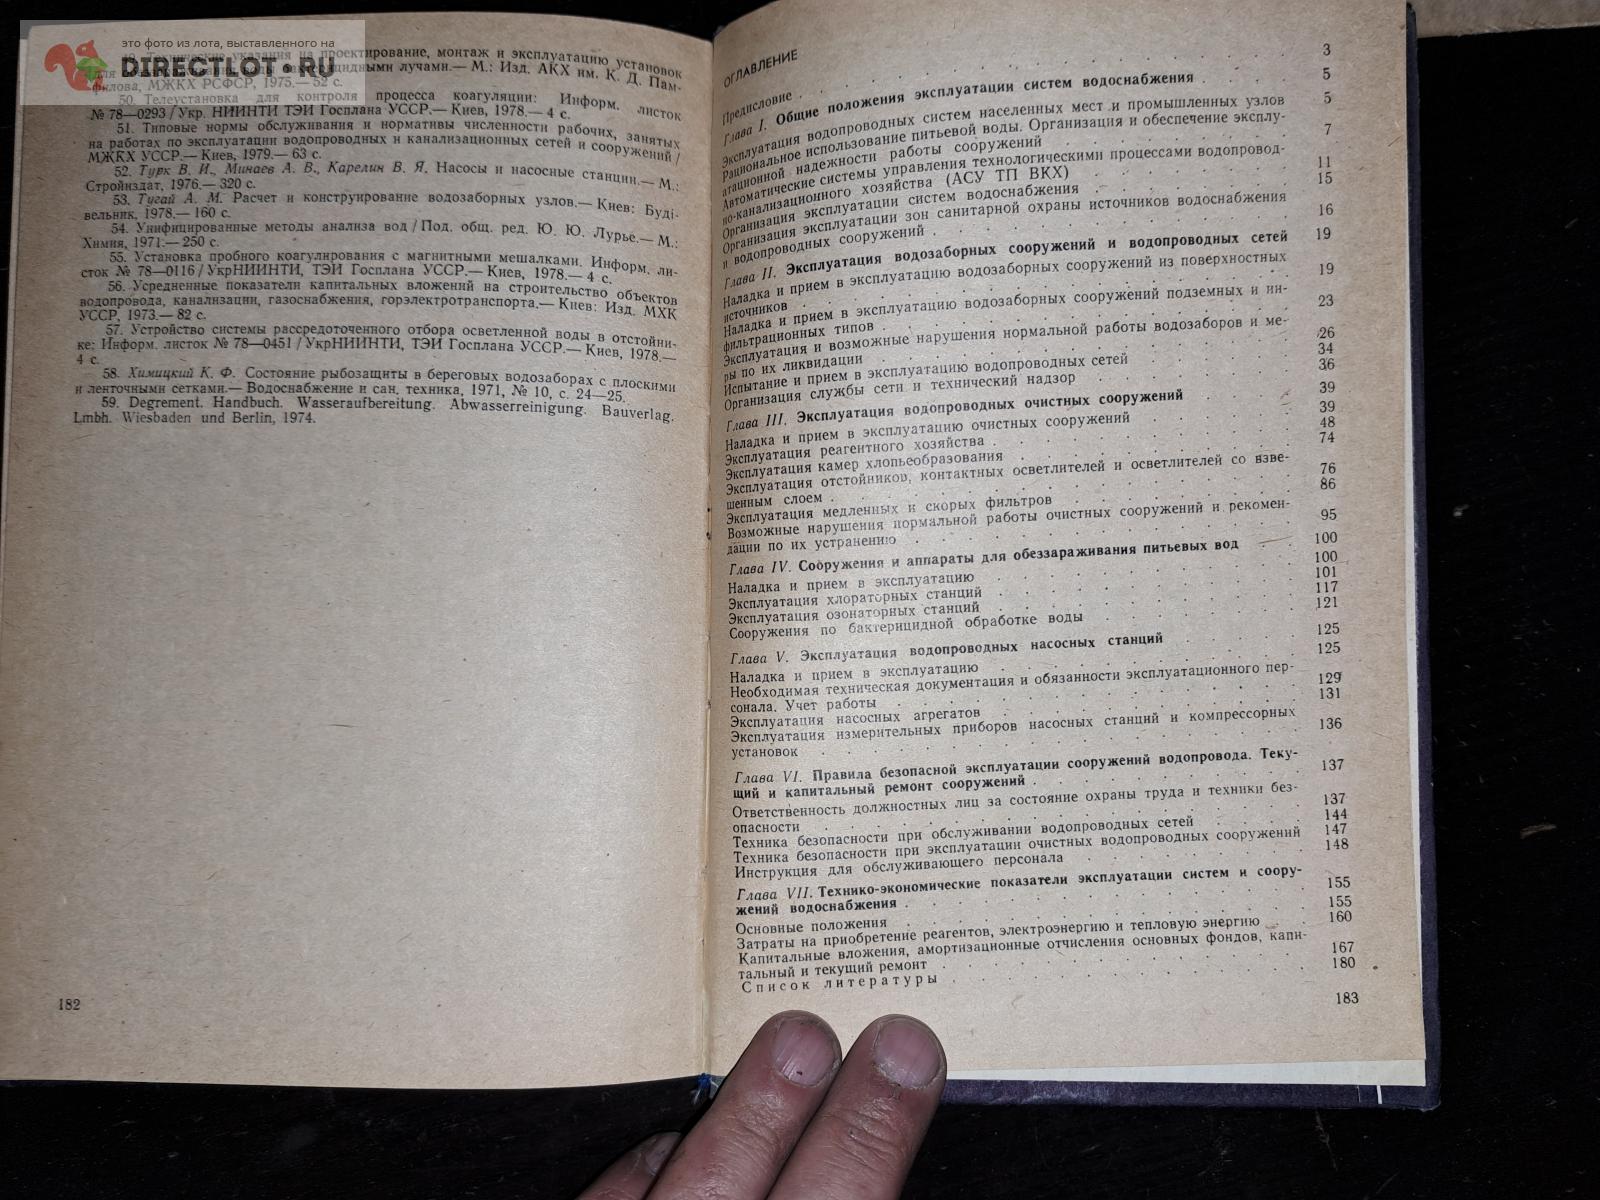 это фото из лота, выставленного на
DIRECTLOT.RU
проектирование, монтаж и эксплуатацию установок
лучами.— М.: Изд. АКХ им. К. Д. Пам-
филова, МЖКХ РСФСР, 1975.— 52 с.
50. Телеустановка для контроля процесса коагуляции: Информ. листок
№ 78—0293 / Укр. НИИНТИ ТЭИ Госплана УССР.— Киев, 1978.— 4 с.
51. Типовые нормы обслуживания и нормативы численности рабочих, занятых
на работах по эксплуатации водопроводных и канализационных сетей и сооружений /
МЖКХ УССР.— Киев, 1979.— 63 с.
52. Турк В. И., Минаев А. В., Карелин В. Я. Насосы и насосные станции.— М.:
Стройиздат, 1976.— 320 с.
53. Тугай А. М. Расчет и конструирование водозаборных узлов.— Киев: Буді-
вельник, 1978.— 160 с.
54. Унифицированные методы анализа вод / Под. общ. ред. Ю. Ю. Лурье.— М.:
Химия, 1971.— 250 с.
55. Установка пробного коагулирования с магнитными мешалками. Информ. ли-
сток № 78—0116 / УкрНИИНТИ, ТЭИ Госплана УССР.— Киев, 1978.— 4 с.
56. Усредненные показатели капитальных вложений на строительство объектов
водопровода, канализации, газоснабжения, горэлектротранспорта.— Киев: Изд. МХК
УССР, 1973.— 82 с.
57. Устройство системы рассредоточенного отбора осветленной воды в отстойни-
ке: Информ. листок № 78—0451 / УкрНИИНТИ, ТЭИ Госплана УССР.— Киев, 1978.—
4 с.
58. Химицкий К. Ф. Состояние рыбозащиты в береговых водозаборах с плоскими
и ленточными сетками.— Водоснабжение и сан. техника, 1971, № 10, с. 24—25.
59. Degrement. Handbuch. Wasseraufbereitung. Abwasserreinigung. Bauverlag.
Lmbh. Wiesbaden und Berlin, 1974.
182
ОГЛАВЛЕНИЕ
Предисловие 3
Глава I. Общие положения эксплуатации систем водоснабжения 5
Эксплуатация водопроводных систем населенных мест и промышленных узлов 5
Рациональное использование питьевой воды. Организация и обеспечение эксплу-
атационной надежности работы сооружений 7
Автоматические системы управления технологическими процессами водопровод-
но-канализационного хозяйства (АСУ ТП ВКХ) 11
Организация эксплуатации систем водоснабжения 15
Организация эксплуатации зон санитарной охраны источников водоснабжения
и водопроводных сооружений 16
Глава II. Эксплуатация водозаборных сооружений и водопроводных сетей 19
Наладка и прием в эксплуатацию водозаборных сооружений из поверхностных
источников 19
Наладка и прием в эксплуатацию водозаборных сооружений подземных и ин-
фильтрационных типов 23
Эксплуатация и возможные нарушения нормальной работы водозаборов и ме-
ры по их ликвидации 26
Испытание и прием в эксплуатацию водопроводных сетей 34
Организация службы сети и технический надзор 36
Глава III. Эксплуатация водопроводных очистных сооружений 39
Наладка и прием в эксплуатацию очистных сооружений 39
Эксплуатация реагентного хозяйства 48
Эксплуатация камер хлопьеобразования 74
Эксплуатация отстойников, контактных осветлителей и осветлителей со взве-
шенным слоем 76
Эксплуатация медленных и скорых фильтров 86
Возможные нарушения нормальной работы очистных сооружений и рекомен-
дации по их устранению 95
Глава IV. Сооружения и аппараты для обеззараживания питьевых вод 100
Наладка и прием в эксплуатацию 100
Эксплуатация хлораторных станций 101
Эксплуатация озонаторных станций 117
Сооружения по бактерицидной обработке воды 121
Глава V. Эксплуатация водопроводных насосных станций 125
Наладка и прием в эксплуатацию 125
Необходимая техническая документация и обязанности эксплуатационного пер-
сонала. Учет работы 129
Эксплуатация насосных агрегатов 131
Эксплуатация измерительных приборов насосных станций и компрессорных
установок 136
Глава VI. Правила безопасной эксплуатации сооружений водопровода. Теку-
щий и капитальный ремонт сооружений 137
Ответственность должностных лиц за состояние охраны труда и техники без-
опасности 137
Техника безопасности при обслуживании водопроводных сетей 144
Техника безопасности при эксплуатации очистных водопроводных сооружений 147
Инструкция для обслуживающего персонала 148
Глава VII. Технико-экономические показатели эксплуатации систем и соору-
жений водоснабжения 155
Основные положения 155
Затраты на приобретение реагентов, электроэнергию и тепловую энергию 160
Капитальные вложения, амортизационные отчисления основных фондов, капи-
тальный и текущий ремонт 167
Список литературы 180
183